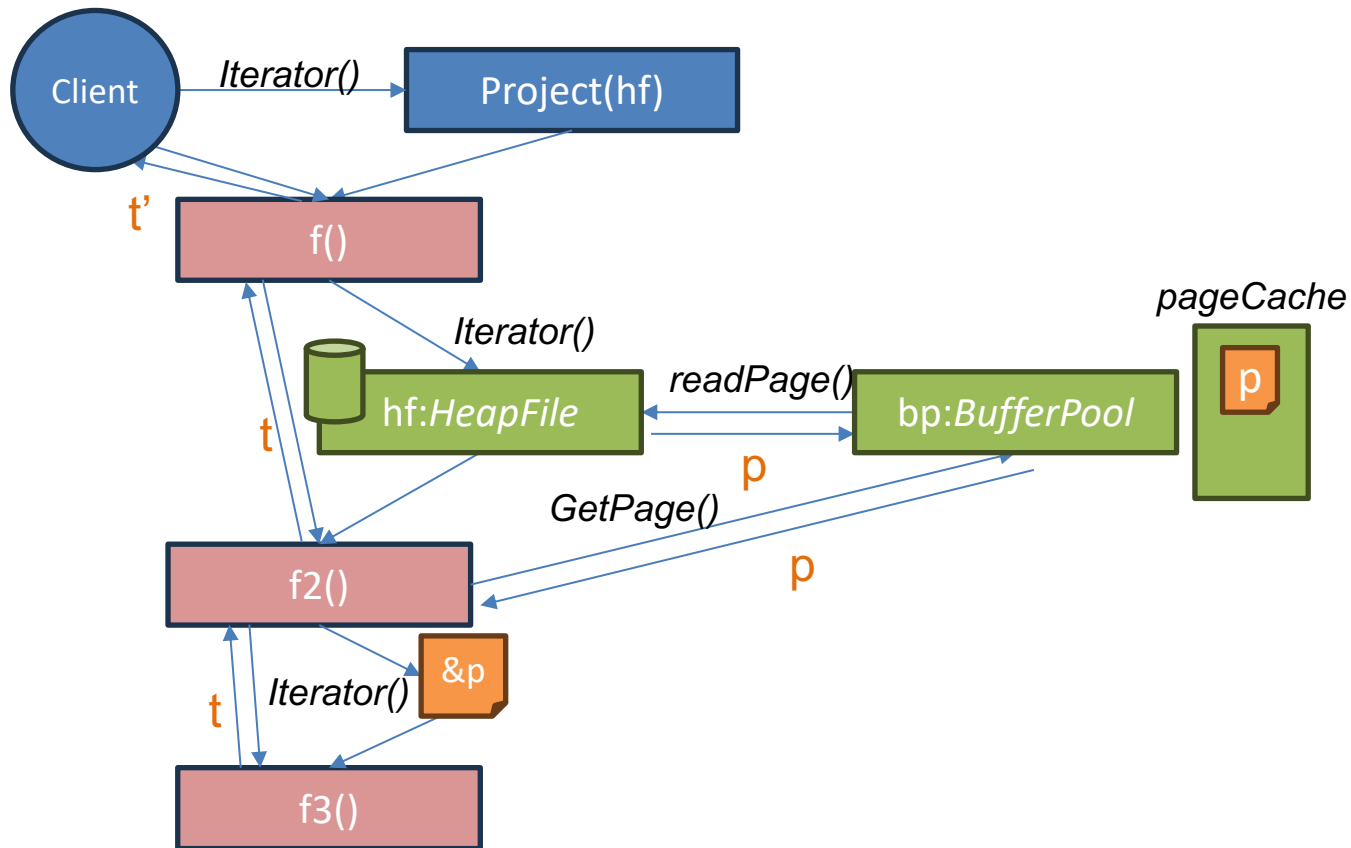 Client
Iterator()
Project(hf)
t’
f()
pageCache
Iterator()
readPage()
p
hf:HeapFile
bp:BufferPool
t
p
GetPage()
p
f2()
&p
Iterator()
t
f3()